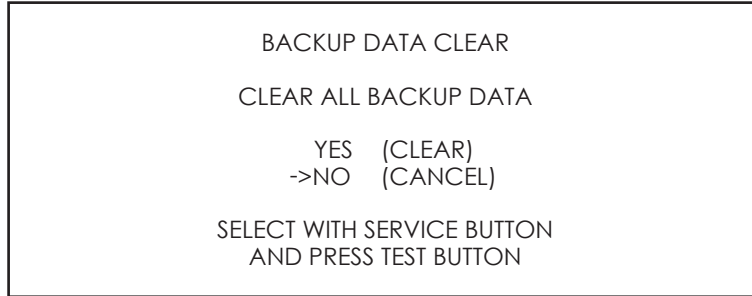 BACKUP DATA CLEAR
CLEAR ALL BACKUP DATA
YES (CLEAR)
->NO (CANCEL)
SELECT WITH SERVICE BUTTON
AND PRESS TEST BUTTON